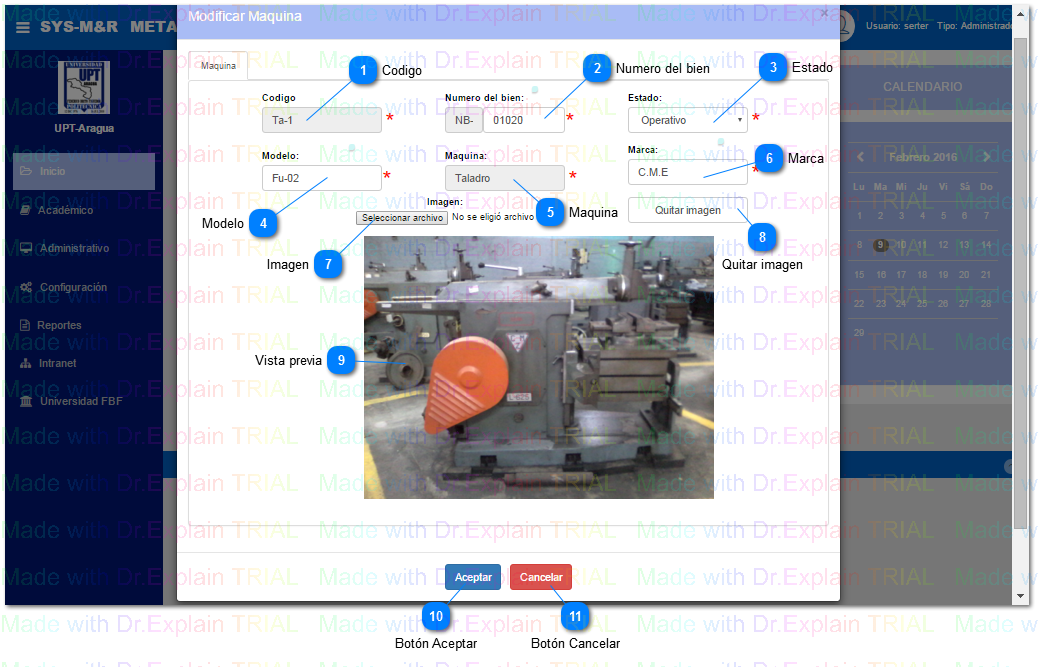 Modificar Maquina
×
SYS-M&R META
Usuario: serter Tipo: Administrado
UNIVERSIDAD
UPT
UPT-Aragua
Inicio
Académico
Administrativo
Configuración
Reportes
Intranet
Universidad FBF
Maquina
1 Codigo
2 Numero del bien
3 Estado
Codigo
Numero del bien:
Estado:
Ta-1 *
NB- 01020 *
Operativo *
Modelo:
Maquina:
Marca:
6 Marca
Fu-02 *
Taladro *
C.M.E *
Modelo 4
Imagen:
Seleccionar archivo No se eligió archivo
5 Maquina
Quitar imagen
Imagen 7
8
Quitar imagen
Vista previa 9
Aceptar
Cancelar
10
11
Botón Aceptar
Botón Cancelar
CALENDARIO
Febrero 2016
Lu Ma Mi Ju Vi Sá Do
1 2 3 4 5 6 7
8 9 10 11 12 13 14
15 16 17 18 19 20 21
22 23 24 25 26 27 28
29
Made with Dr.Explain TRIAL